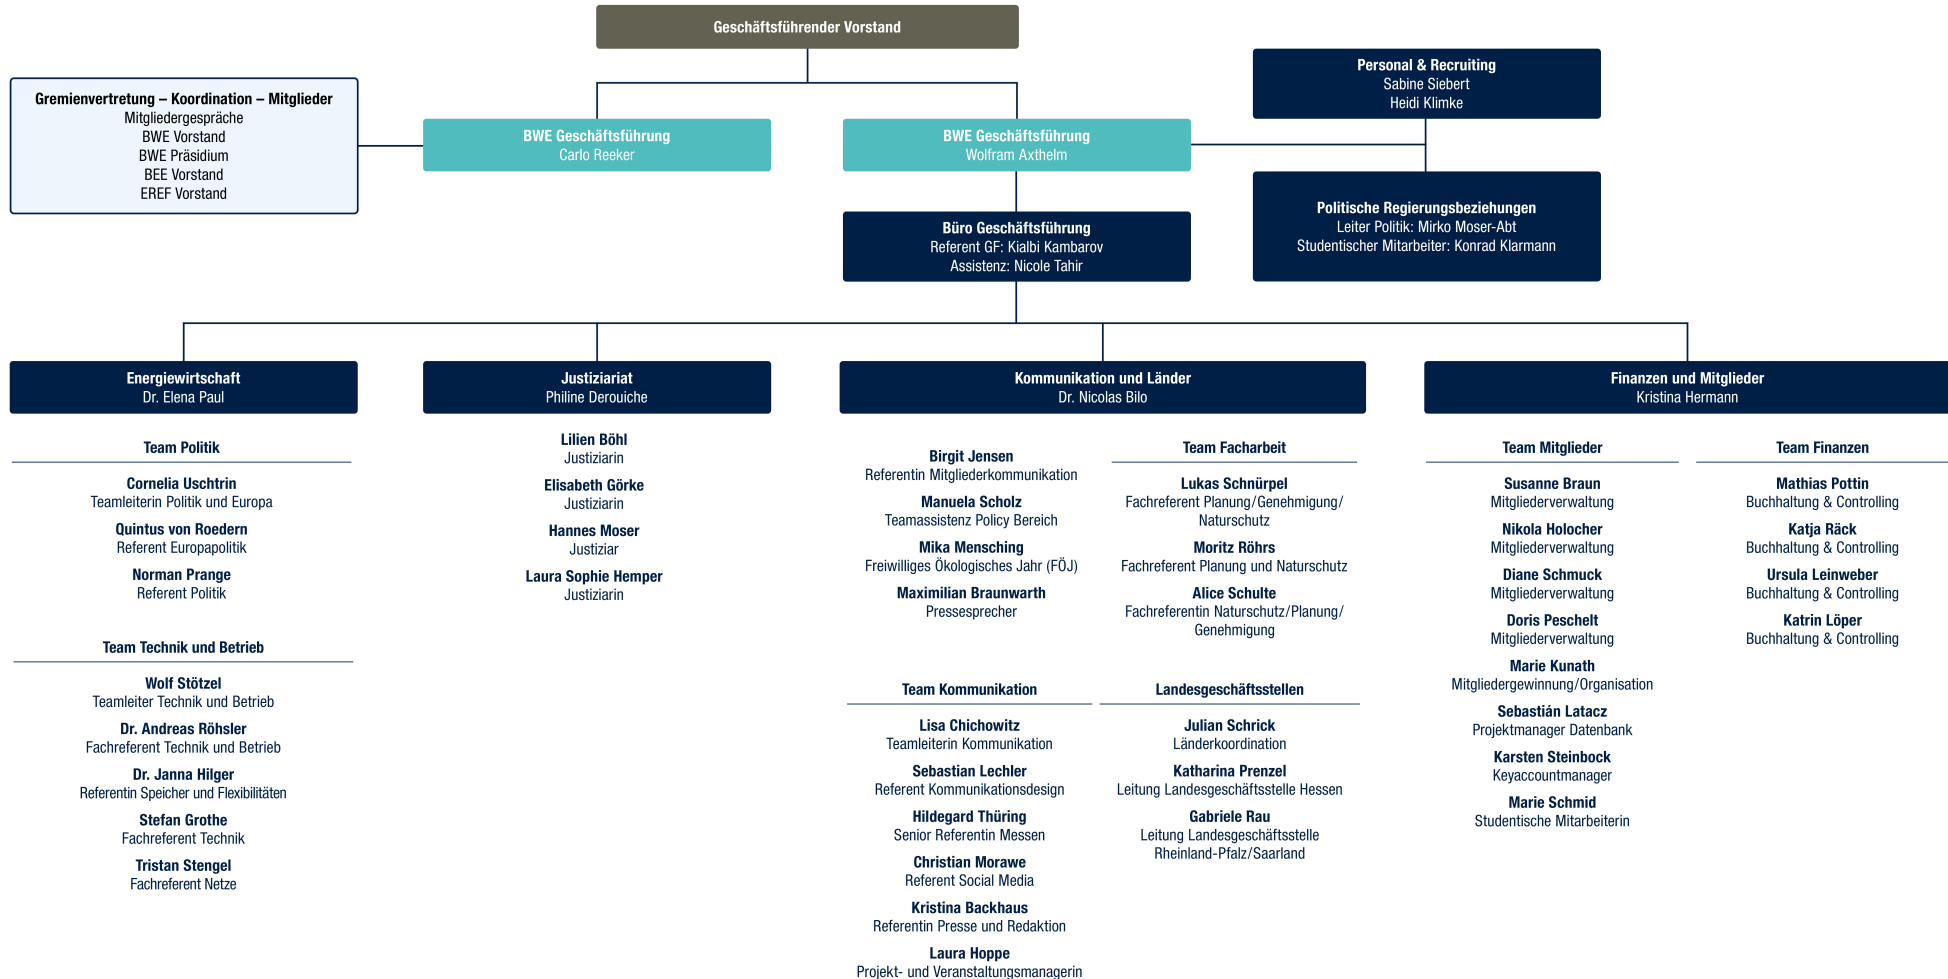 Geschäftsführender Vorstand
Gremienvertretung – Koordination – Mitglieder
Mitgliedergespräche
BWE Vorstand
BWE Präsidium
BEE Vorstand
EREF Vorstand
BWE Geschäftsführung
Carlo Reeker
BWE Geschäftsführung
Wolfram Axthelm
Personal & Recruiting
Sabine Siebert
Heidi Klimke
Politische Regierungsbeziehungen
Leiter Politik: Mirko Moser-Abt
Studentischer Mitarbeiter: Konrad Klarmann
Büro Geschäftsführung
Referent GF: Kialbi Kambarov
Assistenz: Nicole Tahir
Energiewirtschaft
Dr. Elena Paul
Team Politik
Cornelia Uschtrin
Teamleiterin Politik und Europa
Quintus von Roedern
Referent Europapolitik
Norman Prange
Referent Politik
Team Technik und Betrieb
Wolf Stötzel
Teamleiter Technik und Betrieb
Dr. Andreas Röhsler
Fachreferent Technik und Betrieb
Dr. Janna Hilger
Referentin Speicher und Flexibilitäten
Stefan Grothe
Fachreferent Technik
Tristan Stengel
Fachreferent Netze
Justiziariat
Philine Derouiche
Lilien Böhl
Justiziarin
Elisabeth Görke
Justiziarin
Hannes Moser
Justiziar
Laura Sophie Hemper
Justiziarin
Kommunikation und Länder
Dr. Nicolas Bilo
Birgit Jensen
Referentin Mitgliederkommunikation
Manuela Scholz
Teamassistenz Policy Bereich
Mika Mensching
Freiwilliges Ökologisches Jahr (FÖJ)
Maximilian Braunwarth
Pressesprecher
Team Facharbeit
Lukas Schnürpel
Fachreferent Planung/Genehmigung/
Naturschutz
Moritz Röhrs
Fachreferent Planung und Naturschutz
Alice Schulte
Fachreferentin Naturschutz/Planung/
Genehmigung
Team Kommunikation
Lisa Chichowitz
Teamleiterin Kommunikation
Sebastian Lechler
Referent Kommunikationsdesign
Hildegard Thüring
Senior Referentin Messen
Christian Morawe
Referent Social Media
Kristina Backhaus
Referentin Presse und Redaktion
Laura Hoppe
Projekt- und Veranstaltungsmanagerin
Landesgeschäftsstellen
Julian Schrick
Länderkoordination
Katharina Prenzel
Leitung Landesgeschäftsstelle Hessen
Gabriele Rau
Leitung Landesgeschäftsstelle
Rheinland-Pfalz/Saarland
Finanzen und Mitglieder
Kristina Hermann
Team Mitglieder
Susanne Braun
Mitgliederverwaltung
Nikola Holocher
Mitgliederverwaltung
Diane Schmuck
Mitgliederverwaltung
Doris Peschelt
Mitgliederverwaltung
Marie Kunath
Mitgliedergewinnung/Organisation
Sebastián Latacz
Projektmanager Datenbank
Karsten Steinbock
Keyaccountmanager
Marie Schmid
Studentische Mitarbeiterin
Team Finanzen
Mathias Pottin
Buchhaltung & Controlling
Katja Räck
Buchhaltung & Controlling
Ursula Leinweber
Buchhaltung & Controlling
Katrin Löper
Buchhaltung & Controlling